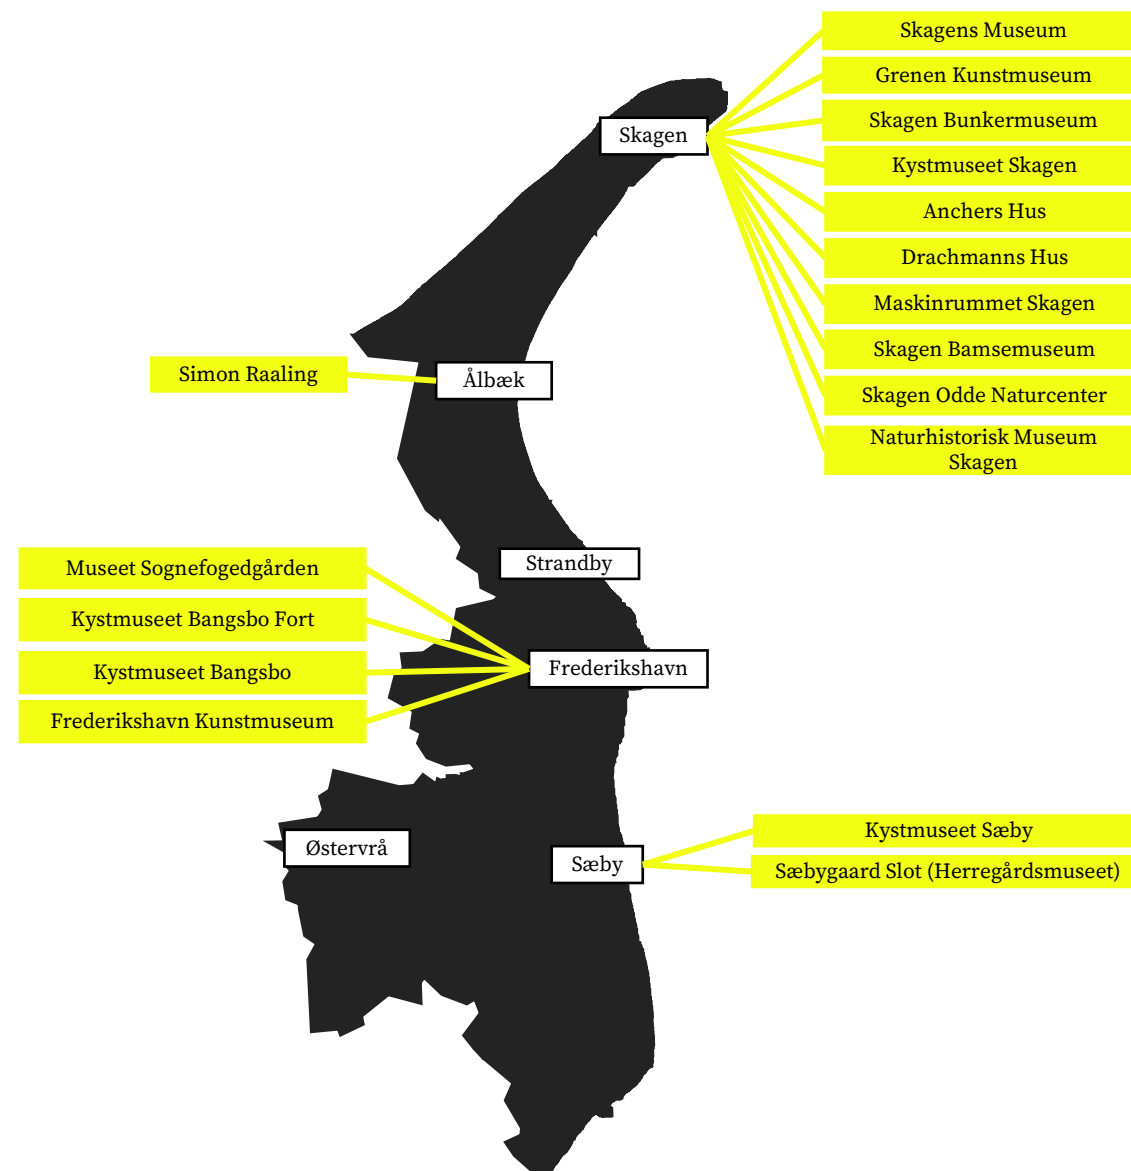 Skagens Museum
Grenen Kunstmuseum
Skagen Bunkermuseum
Skagen
Kystmuseet Skagen
Anchers Hus
Drachmanns Hus
Maskinrummet Skagen
Skagen Bamsemuseum
Simon Raaling
Ålbæk
Skagen Odde Naturcenter
Naturhistorisk Museum
Skagen
Strandby
Museet Sognefogedgården
Kystmuseet Bangsbo Fort
Kystmuseet Bangsbo
Frederikshavn
Frederikshavn Kunstmuseum
Kystmuseet Sæby
Østervrå
Sæby
Sæbygaard Slot (Herregårdsmuseet)